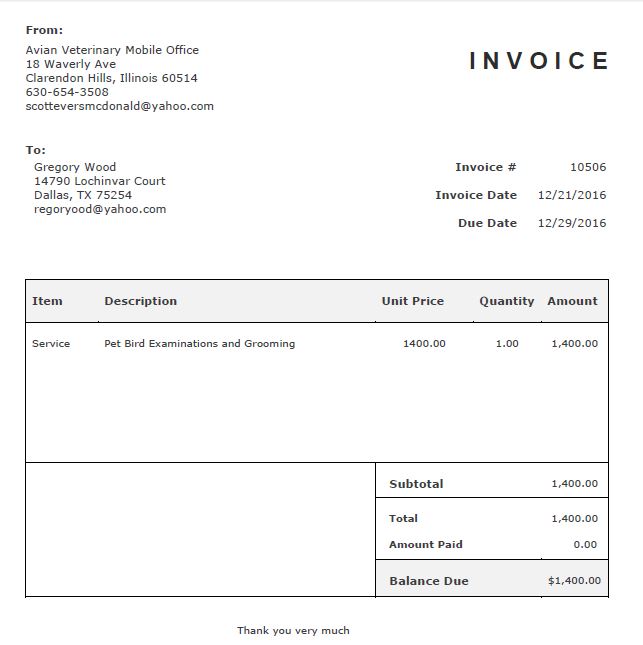 From:
Avian Veterinary Mobile Office
18 Waverly Ave
Clarendon Hills, Illinois 60514
630-654-3508
scotteversmcdonald@yahoo.com
INVOICE
To:
Gregory Wood
14790 Lochinvar Court
Dallas, TX 75254
regoryood@yahoo.com
Invoice # 10506
Invoice Date 12/21/2016
Due Date 12/29/2016
Item Description Unit Price Quantity Amount
Service Pet Bird Examinations and Grooming 1400.00 1.00 1,400.00
Subtotal 1,400.00
Total 1,400.00
Amount Paid 0.00
Balance Due $1,400.00
Thank you very much